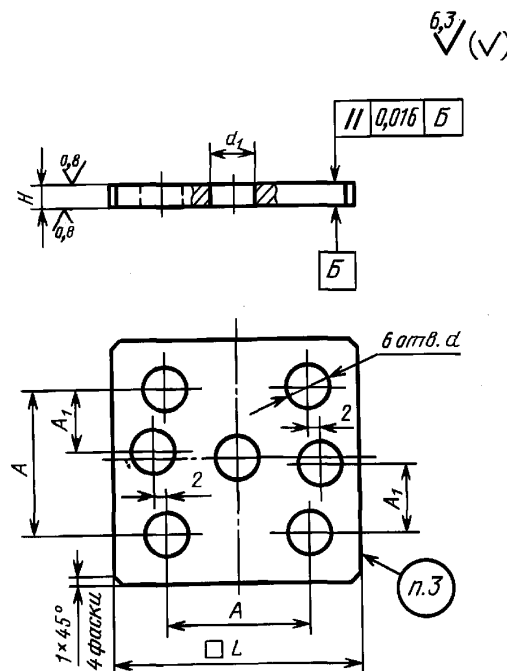 6,3 (√)
// 0,016 Б
d₁
0,8
H
0,8
Б
6 отв. d
A₁
2
A
2
A₁
п.3
1×45°
4 фаски
A
□ L